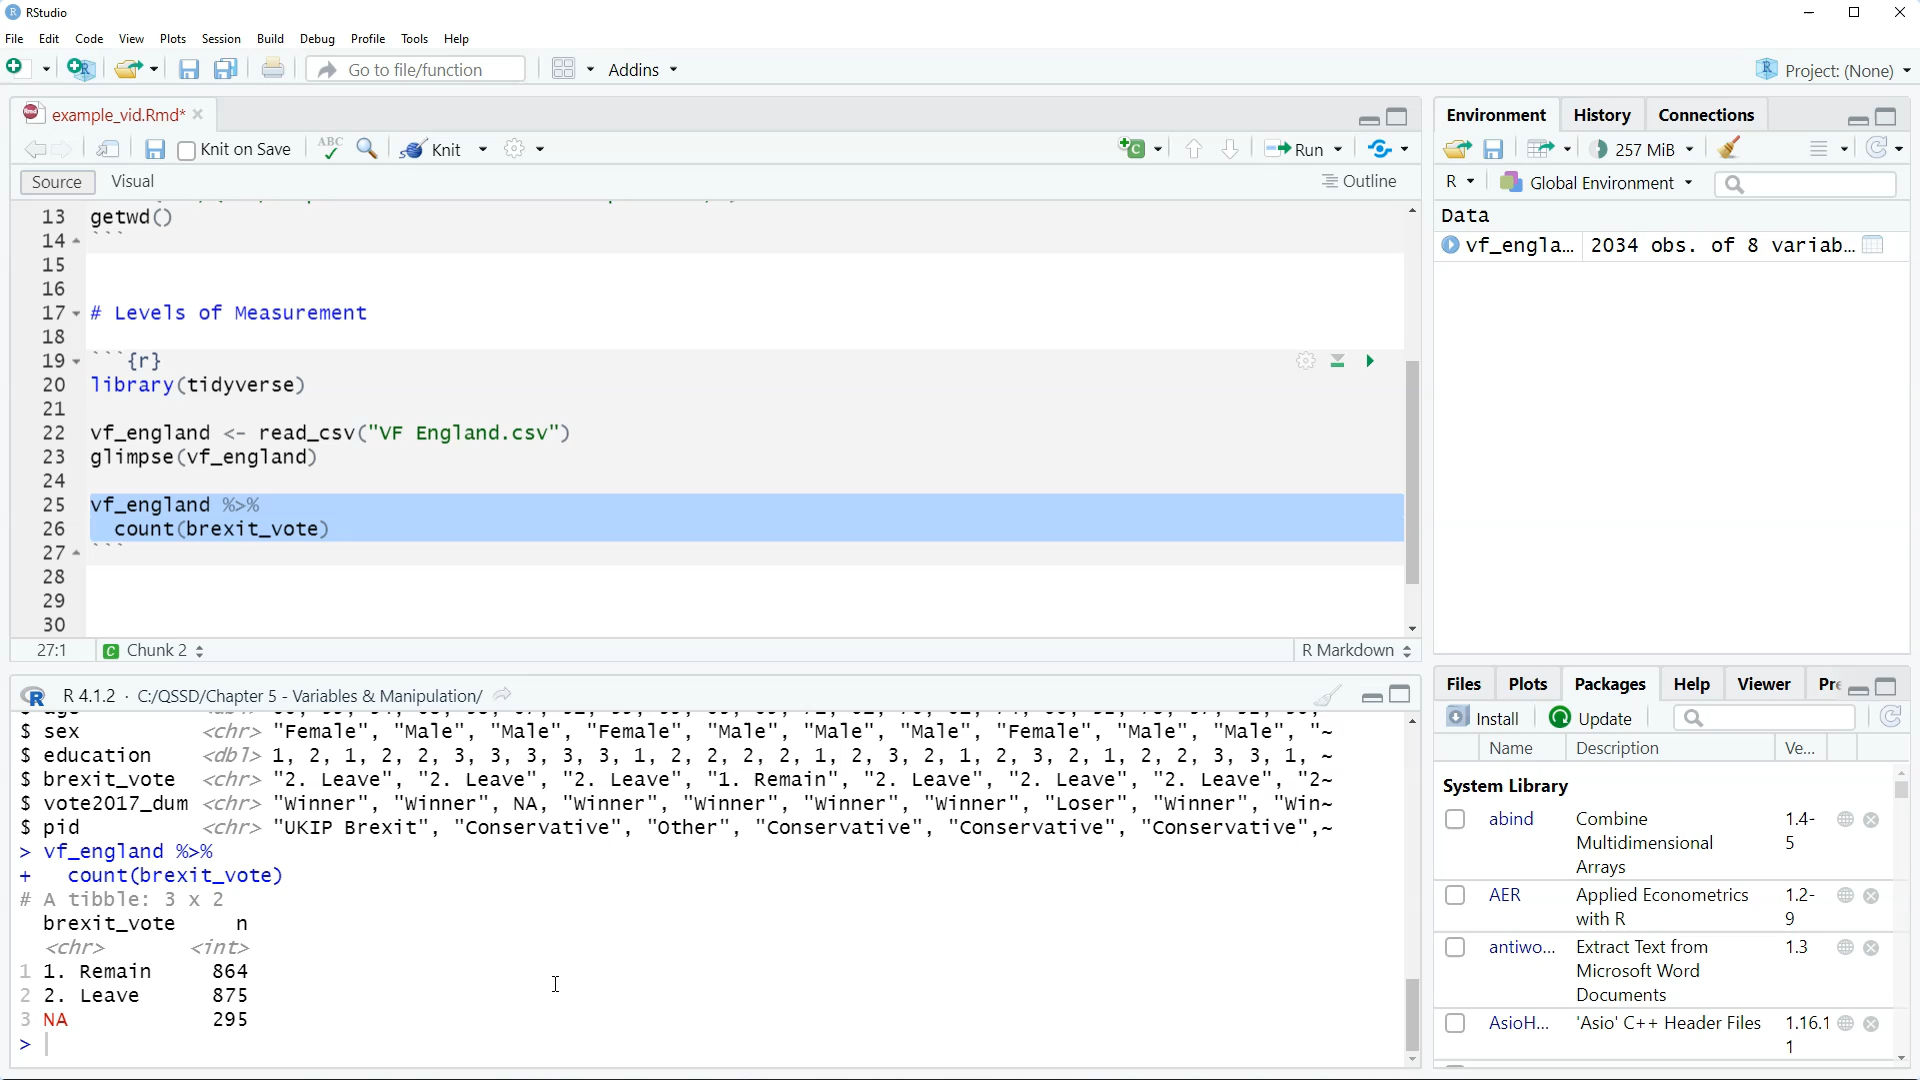 RStudio
File Edit Code View Plots Session Build Debug Profile Tools Help
Go to file/function Addins Project: (None)
example_vid.Rmd*
Knit on Save ABC Knit Run
Source Visual Outline
13 getwd()
14 ```
15
16
17 # Levels of Measurement
18
19 ```{r}
20 library(tidyverse)
21
22 vf_england <- read_csv("VF England.csv")
23 glimpse(vf_england)
24
25 vf_england %>%
26 count(brexit_vote)
27 ```
28
29
30
27:1 Chunk 2 R Markdown
R 4.1.2 · C:/QSSD/Chapter 5 - Variables & Manipulation/
$ sex <chr> "Female", "Male", "Male", "Female", "Male", "Male", "Male", "Female", "Male", "Male", "~
$ education <dbl> 1, 2, 1, 2, 2, 3, 3, 3, 3, 3, 1, 2, 2, 2, 2, 1, 2, 3, 2, 1, 2, 3, 2, 1, 2, 2, 3, 3, 1, ~
$ brexit_vote <chr> "2. Leave", "2. Leave", "2. Leave", "1. Remain", "2. Leave", "2. Leave", "2. Leave", "2~
$ vote2017_dum <chr> "Winner", "Winner", NA, "Winner", "Winner", "Winner", "Winner", "Loser", "Winner", "Win~
$ pid <chr> "UKIP Brexit", "Conservative", "Other", "Conservative", "Conservative", "Conservative",~
> vf_england %>%
+ count(brexit_vote)
# A tibble: 3 x 2
brexit_vote n
<chr> <int>
1 1. Remain 864
2 2. Leave 875
3 NA 295
>
Environment History Connections
257 MiB
R Global Environment
Data
vf_engla… 2034 obs. of 8 variab…
Files Plots Packages Help Viewer Pre
Install Update
Name Description Ve...
System Library
abind Combine Multidimensional Arrays 1.4-5
AER Applied Econometrics with R 1.2-9
antiwo... Extract Text from Microsoft Word Documents 1.3
AsioH... 'Asio' C++ Header Files 1.16.1 1